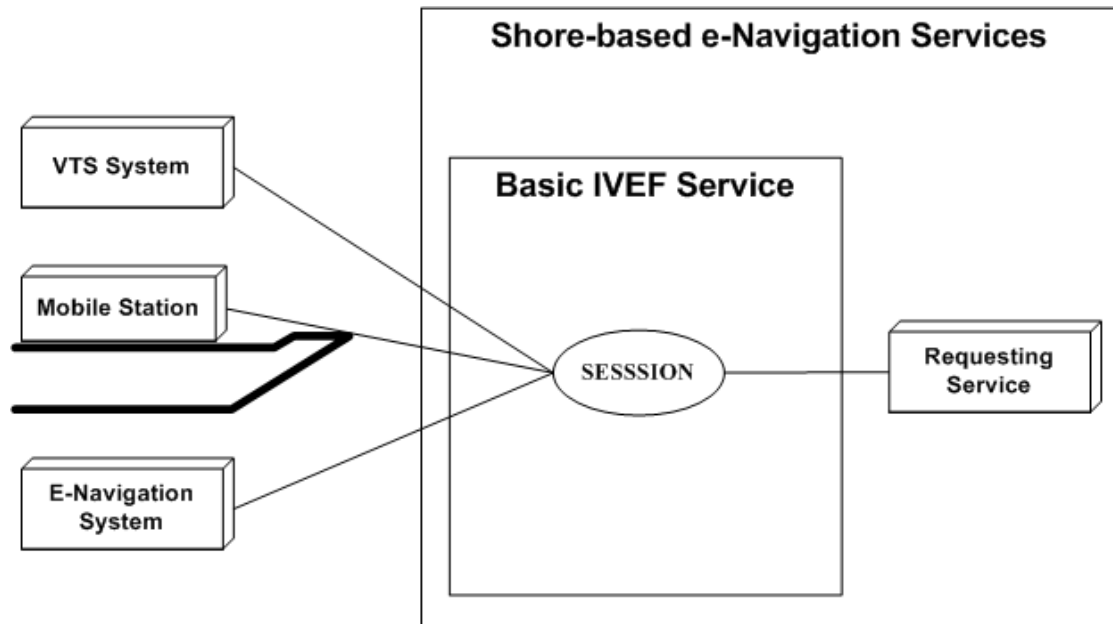 Shore-based e-Navigation Services
VTS System
Basic IVEF Service
Mobile Station
SESSSION
Requesting
Service
E-Navigation
System